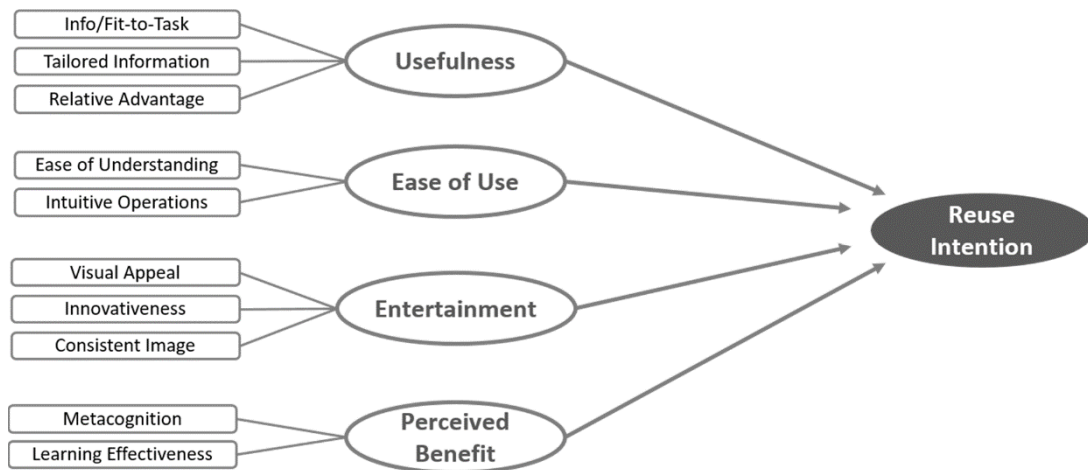 Info/Fit-to-Task
Tailored Information
Relative Advantage
Usefulness
Ease of Understanding
Intuitive Operations
Ease of Use
Visual Appeal
Innovativeness
Consistent Image
Entertainment
Metacognition
Learning Effectiveness
Perceived
Benefit
Reuse
Intention